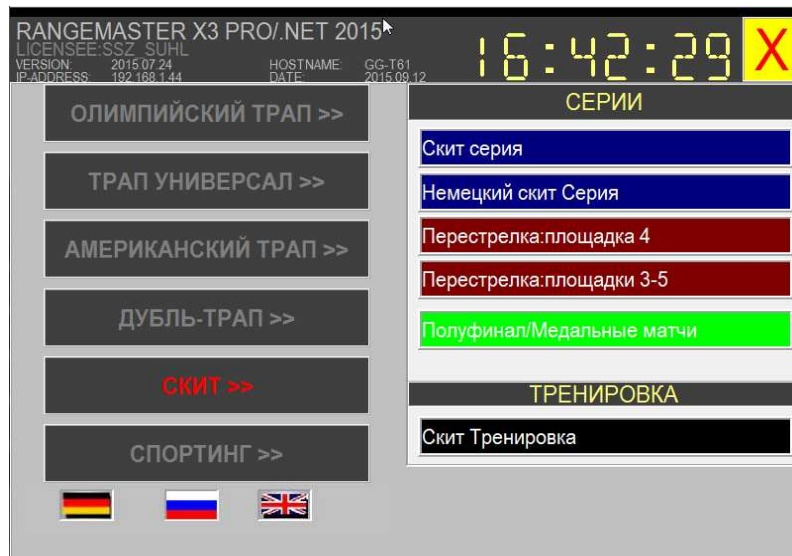 RANGEMASTER X3 PRO/.NET 2015
LICENSEE:SSZ_SUHL
VERSION: 2015.07.24 HOSTNAME: GG-T61
IP-ADDRESS: 192.168.1.44 DATE: 2015.09.12
16:42:29
X
ОЛИМПИЙСКИЙ ТРАП >>
ТРАП УНИВЕРСАЛ >>
АМЕРИКАНСКИЙ ТРАП >>
ДУБЛЬ-ТРАП >>
СКИТ >>
СПОРТИНГ >>
СЕРИИ
Скит серия
Немецкий скит Серия
Перестрелка:площадка 4
Перестрелка:площадки 3-5
Полуфинал/Медальные матчи
ТРЕНИРОВКА
Скит Тренировка